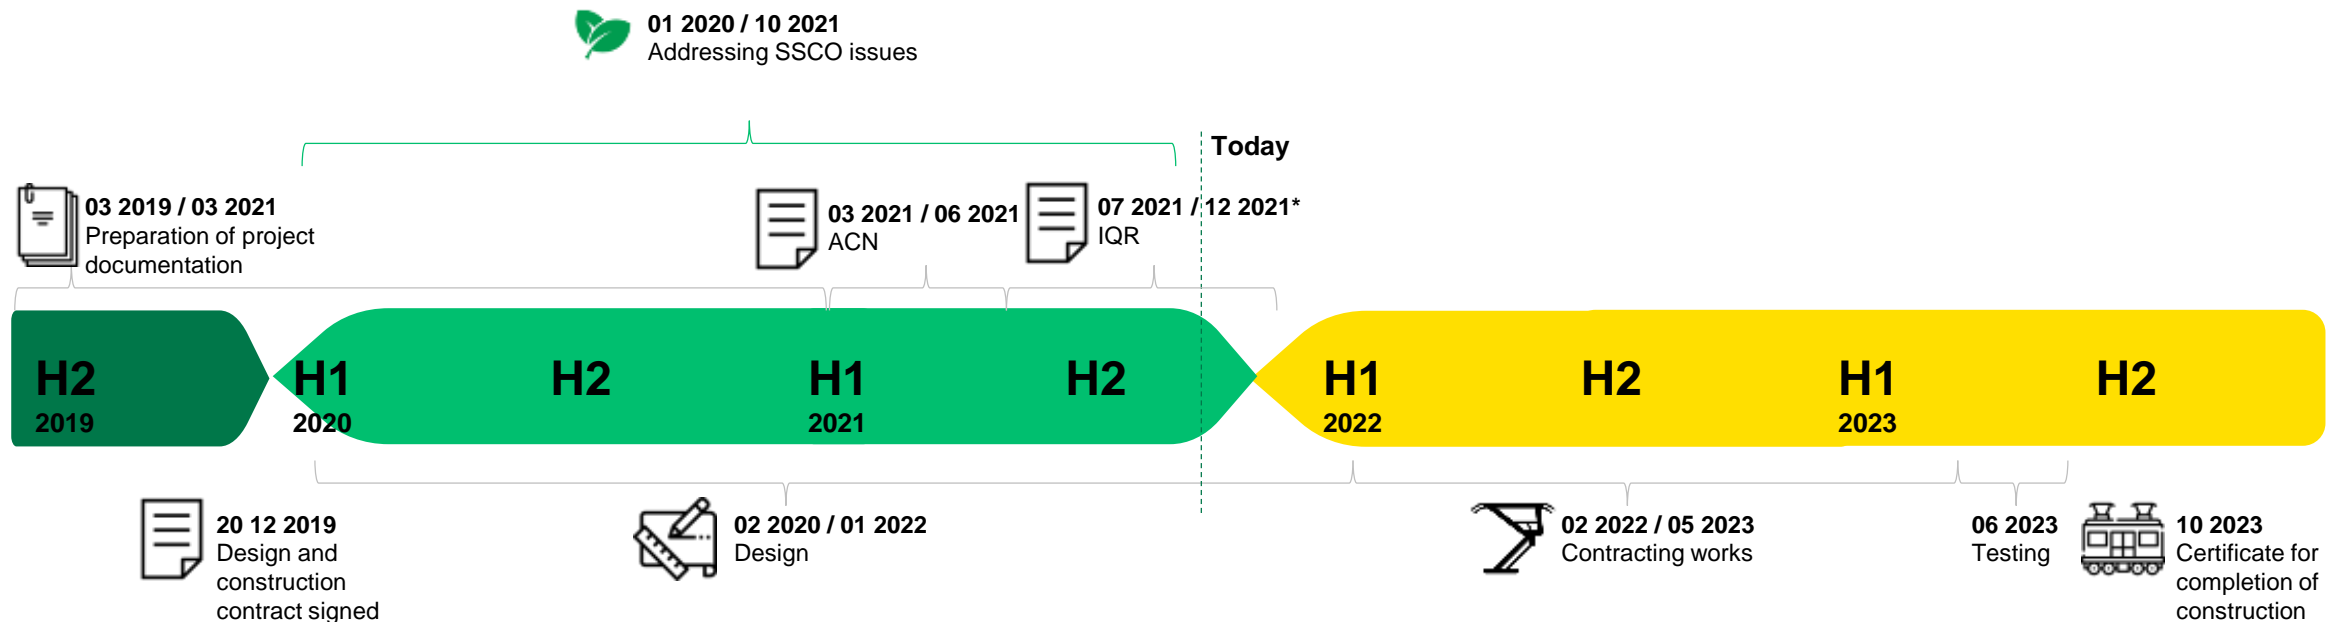 01 2020 / 10 2021
Addressing SSCO issues
Today
03 2019 / 03 2021
Preparation of project
documentation
03 2021 / 06 2021
ACN
07 2021 / 12 2021*
IQR
H2
2019
H1
2020
H2
H1
2021
H2
H1
2022
H2
H1
2023
H2
20 12 2019
Design and
construction
contract signed
02 2020 / 01 2022
Design
02 2022 / 05 2023
Contracting works
06 2023
Testing
10 2023
Certificate for
completion of
construction